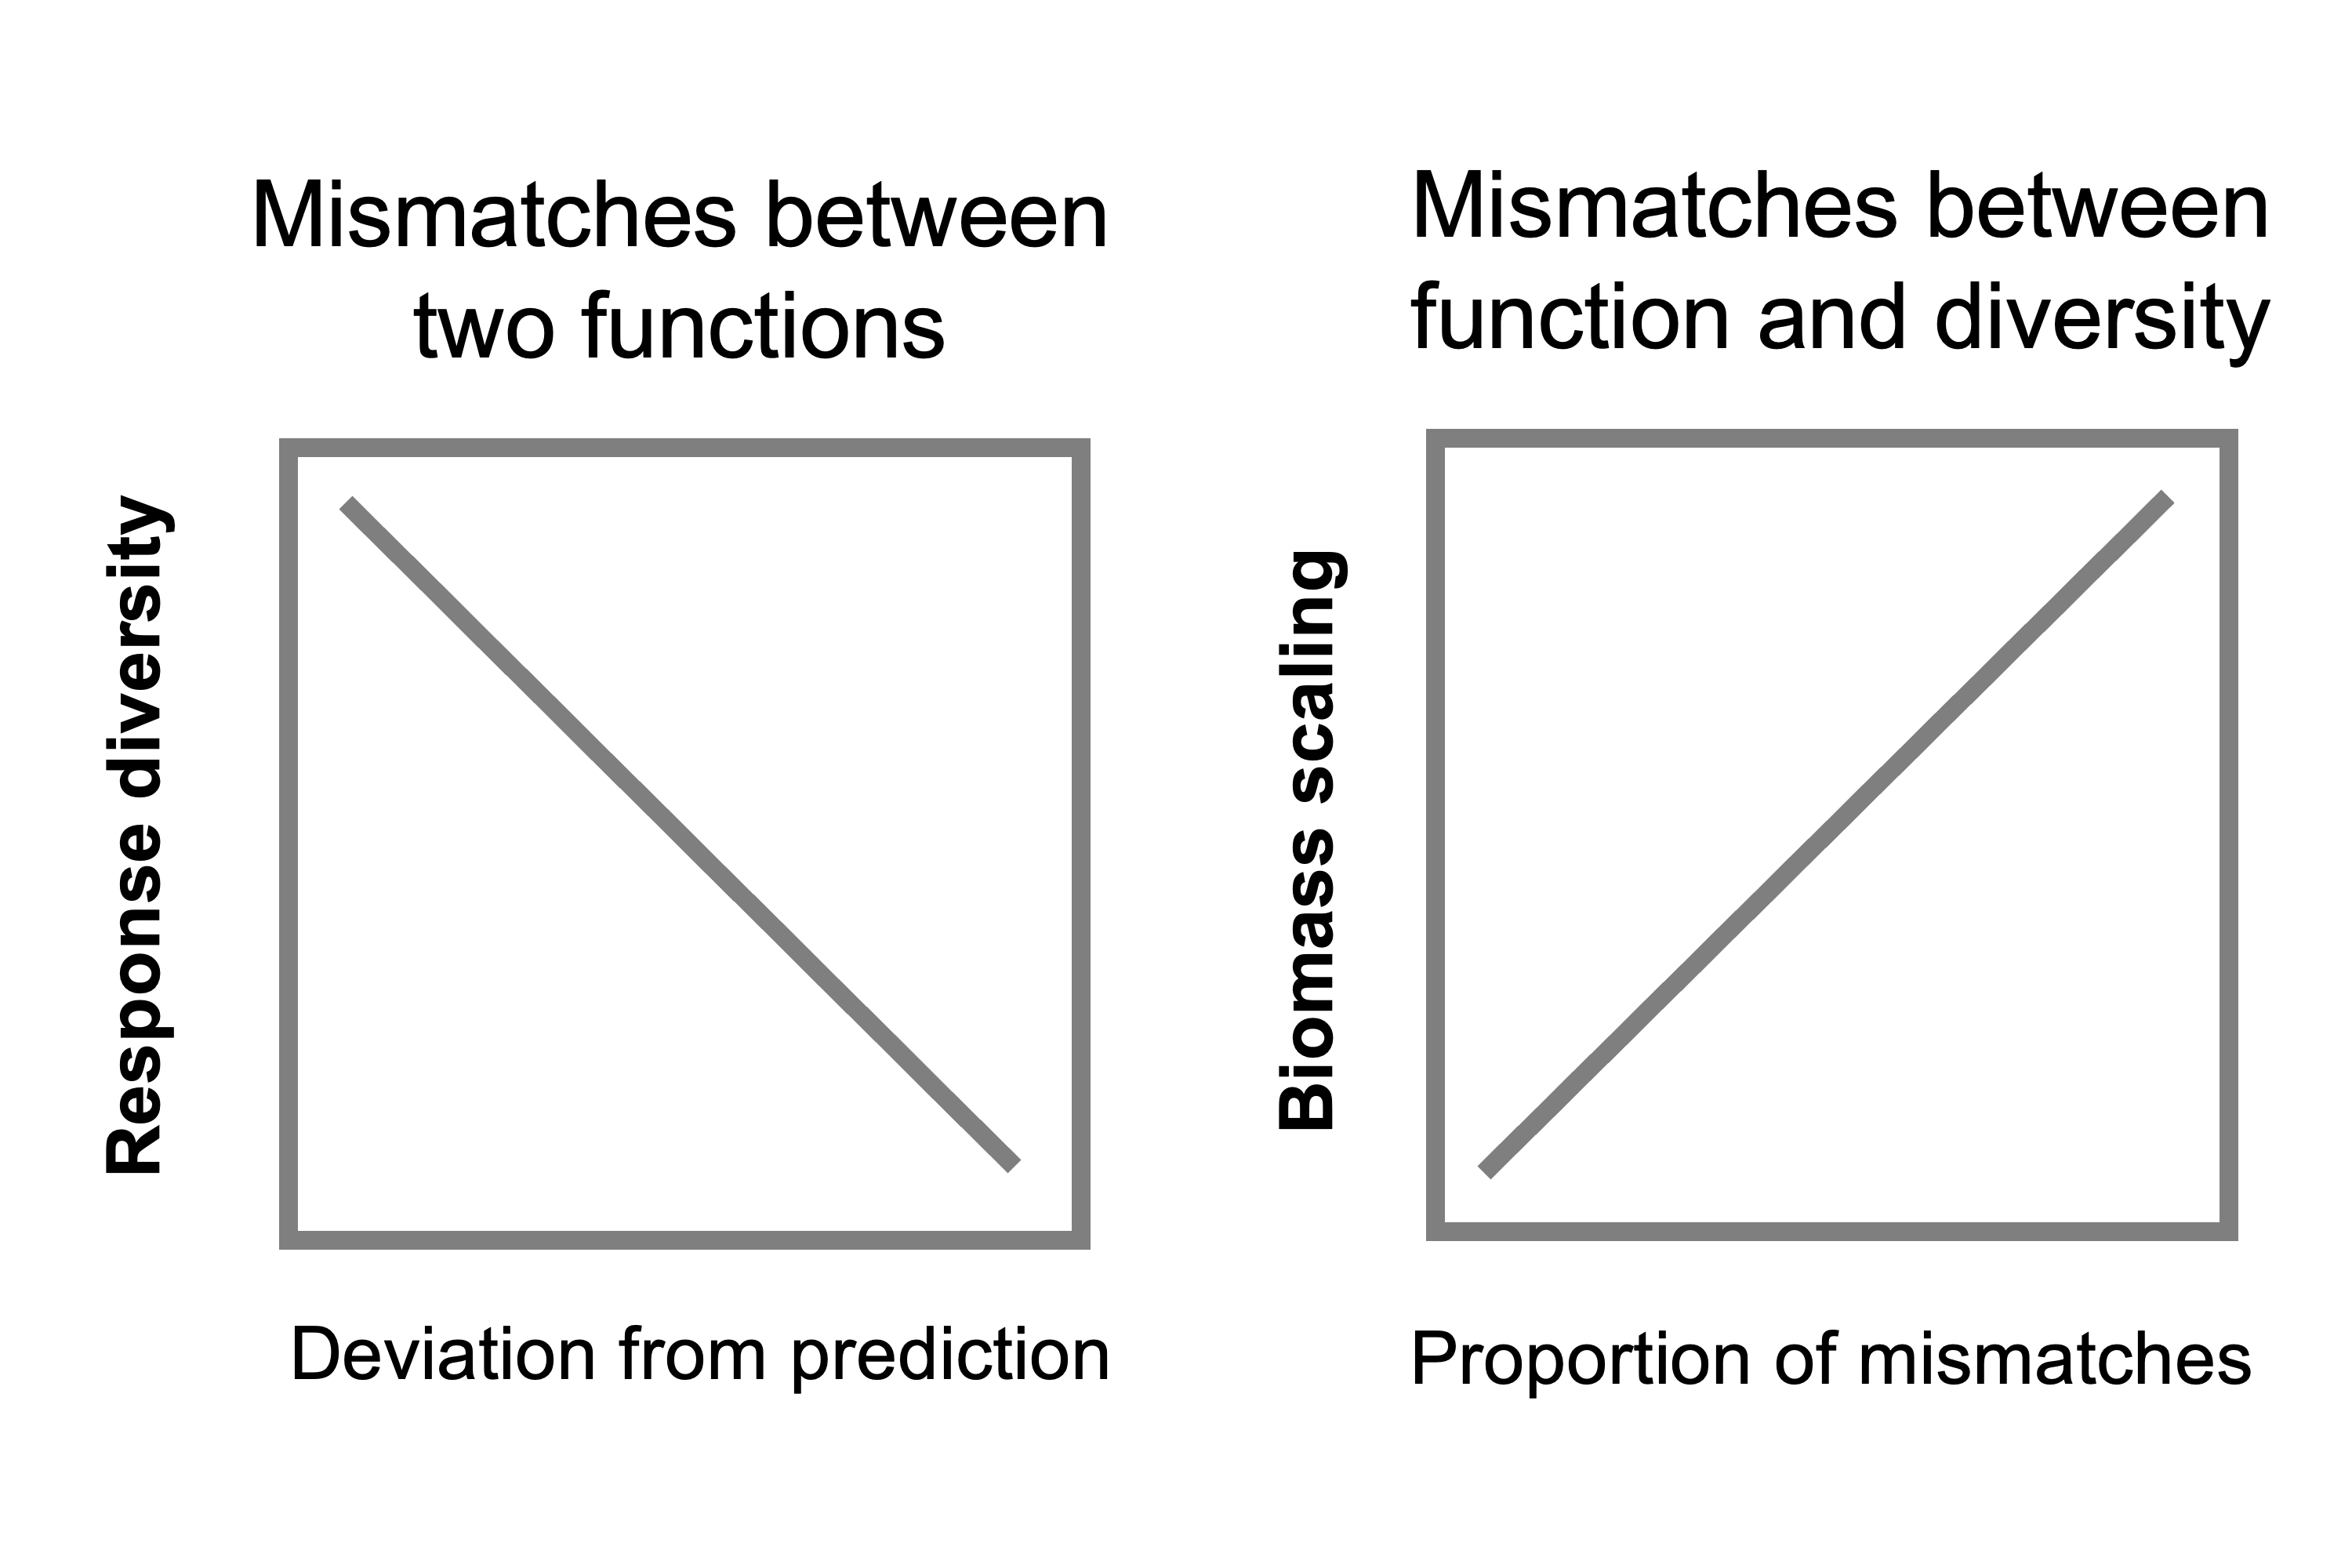 Mismatches between
two functions
Response diversity
Deviation from prediction
Mismatches between
function and diversity
Biomass scaling
Proportion of mismatches